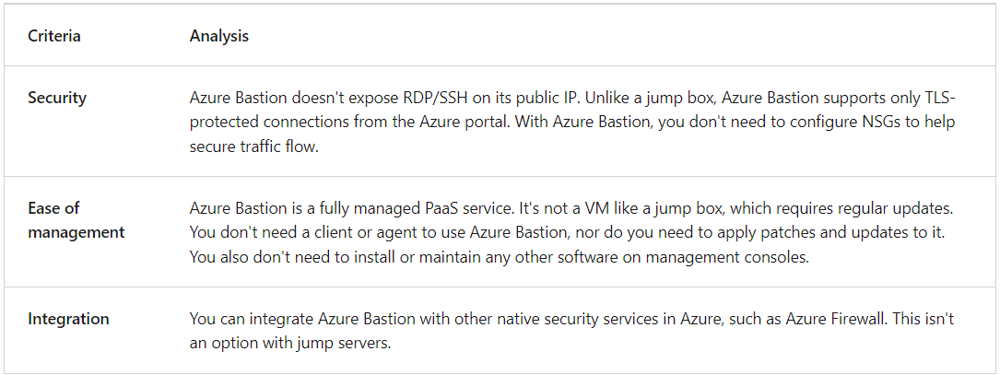 Criteria Analysis
Security Azure Bastion doesn't expose RDP/SSH on its public IP. Unlike a jump box, Azure Bastion supports only TLS-
protected connections from the Azure portal. With Azure Bastion, you don't need to configure NSGs to help
secure traffic flow.
Ease of Azure Bastion is a fully managed PaaS service. It's not a VM like a jump box, which requires regular updates.
management You don't need a client or agent to use Azure Bastion, nor do you need to apply patches and updates to it.
You also don't need to install or maintain any other software on management consoles.
Integration You can integrate Azure Bastion with other native security services in Azure, such as Azure Firewall. This isn't
an option with jump servers.